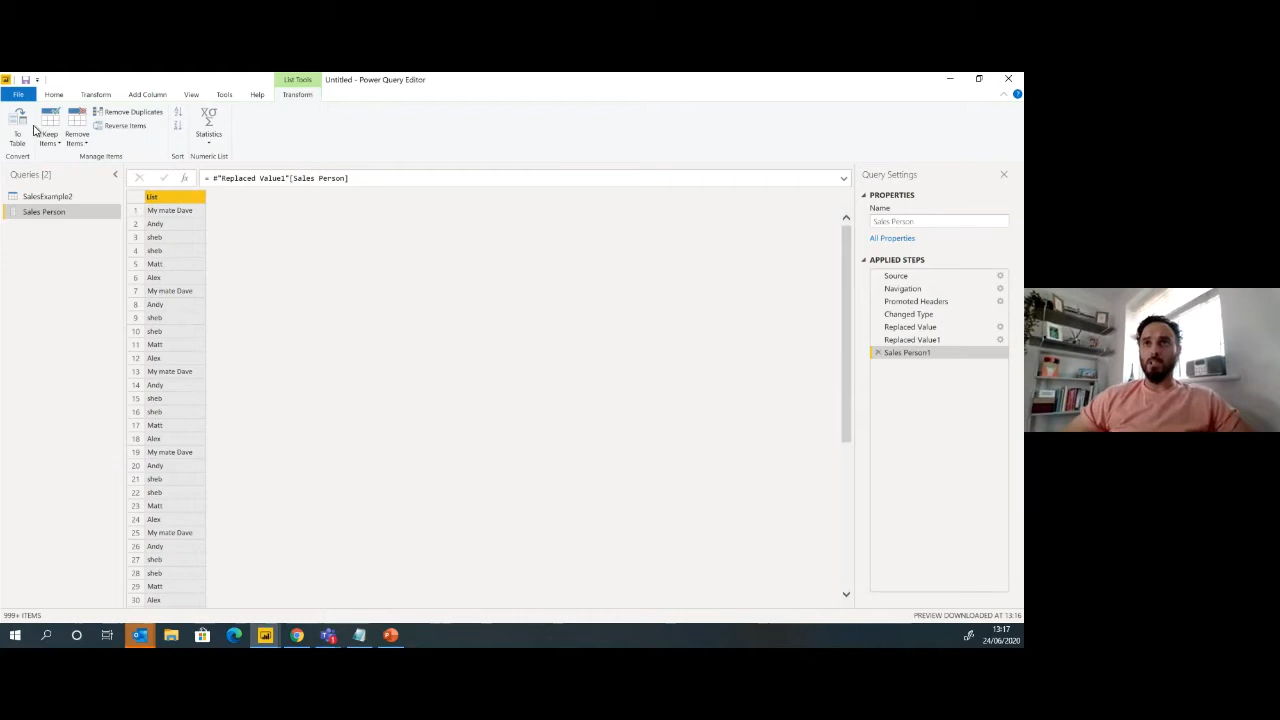 List Tools
Untitled - Power Query Editor
File
Home
Transform
Add Column
View
Tools
Help
Transform
To Table
Keep Items
Remove Items
Remove Duplicates
Reverse Items
Statistics
Convert
Manage Items
Sort
Numeric List
Queries [2]
SalesExample2
Sales Person
= #"Replaced Value1"[Sales Person]
List
1 My mate Dave
2 Andy
3 sheb
4 sheb
5 Matt
6 Alex
7 My mate Dave
8 Andy
9 sheb
10 sheb
11 Matt
12 Alex
13 My mate Dave
14 Andy
15 sheb
16 sheb
17 Matt
18 Alex
19 My mate Dave
20 Andy
21 sheb
22 sheb
23 Matt
24 Alex
25 My mate Dave
26 Andy
27 sheb
28 sheb
29 Matt
30 Alex
Query Settings
PROPERTIES
Name
Sales Person
All Properties
APPLIED STEPS
Source
Navigation
Promoted Headers
Changed Type
Replaced Value
Replaced Value1
Sales Person1
999+ ITEMS
PREVIEW DOWNLOADED AT 13:16
13:17
24/06/2020